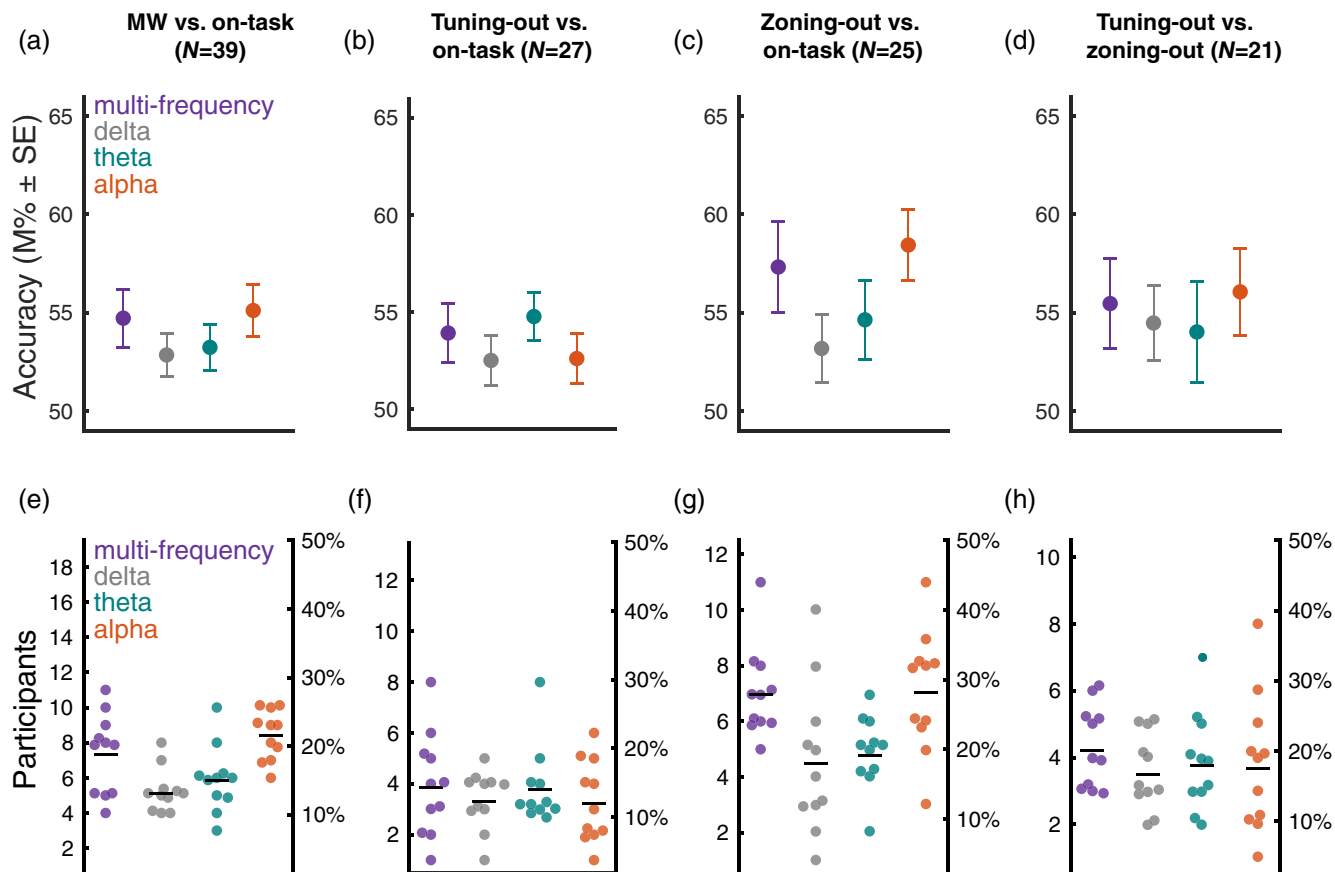 (a)
MW vs. on-task
(N=39)
(b)
Tuning-out vs.
on-task (N=27)
(c)
Zoning-out vs.
on-task (N=25)
(d)
Tuning-out vs.
zoning-out (N=21)
Accuracy (M% ± SE)
multi-frequency
delta
theta
alpha
65
60
55
50
65
60
55
50
65
60
55
50
65
60
55
50
(e)
(f)
(g)
(h)
Participants
multi-frequency
delta
theta
alpha
18
16
14
12
10
8
6
4
2
50%
40%
30%
20%
10%
12
10
8
6
4
2
50%
40%
30%
20%
10%
12
10
8
6
4
2
50%
40%
30%
20%
10%
10
8
6
4
2
50%
40%
30%
20%
10%